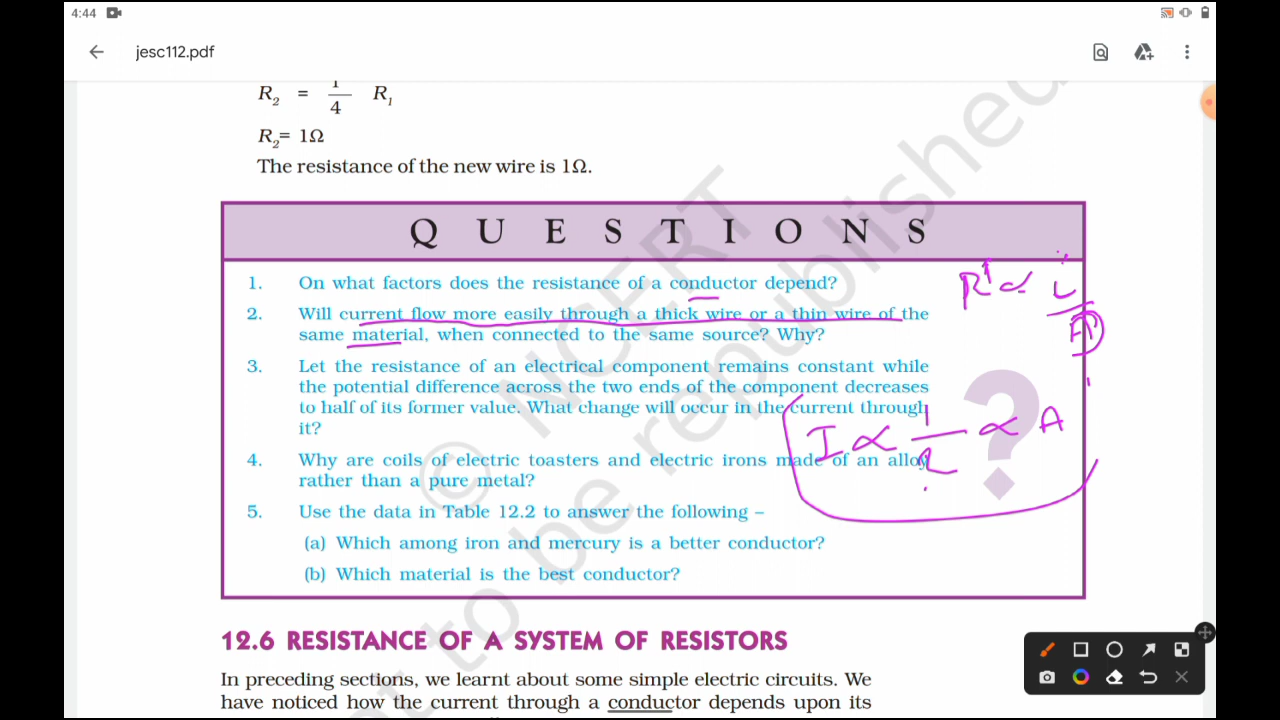 4:44
jesc112.pdf
R2 = 1/4 R1
R2= 1Ω
The resistance of the new wire is 1Ω.
QUESTIONS
1. On what factors does the resistance of a conductor depend?
2. Will current flow more easily through a thick wire or a thin wire of the
same material, when connected to the same source? Why?
3. Let the resistance of an electrical component remains constant while
the potential difference across the two ends of the component decreases
to half of its former value. What change will occur in the current through
it?
4. Why are coils of electric toasters and electric irons made of an alloy
rather than a pure metal?
5. Use the data in Table 12.2 to answer the following –
(a) Which among iron and mercury is a better conductor?
(b) Which material is the best conductor?
R ∝ L/A
I ∝ 1/R ∝ A
?
12.6 RESISTANCE OF A SYSTEM OF RESISTORS
In preceding sections, we learnt about some simple electric circuits. We
have noticed how the current through a conductor depends upon its
© NCERT
not to be republished